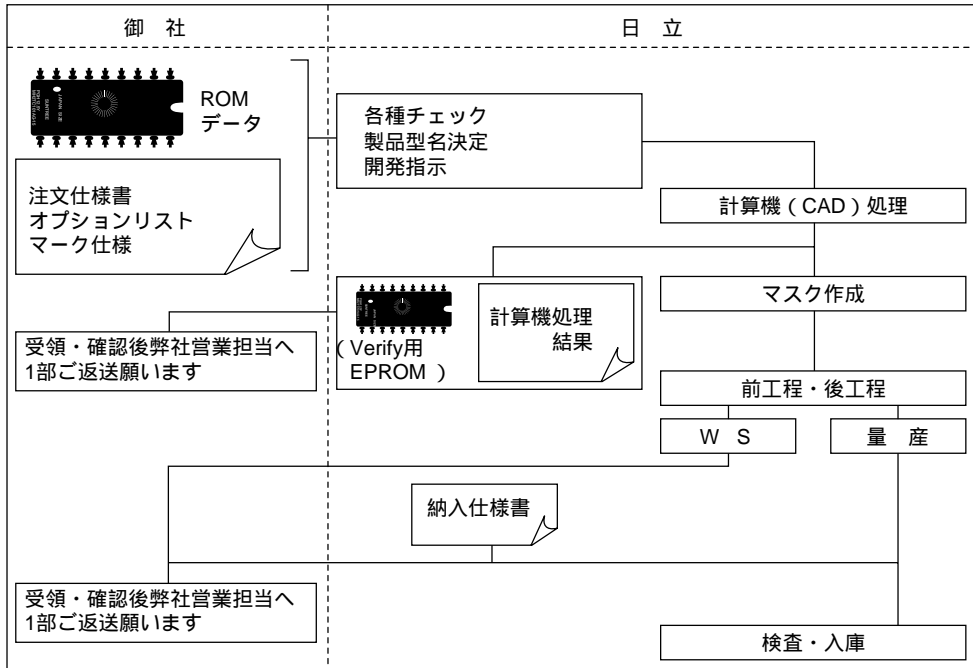 御　社
日　立
ROM
データ
注文仕様書
オプションリスト
マーク仕様
各種チェック
製品型名決定
開発指示
計算機（CAD）処理
マスク作成
計算機処理
結果
（Verify用
EPROM ）
受領・確認後弊社営業担当へ
1部ご返送願います
前工程・後工程
W　S
量　産
納入仕様書
受領・確認後弊社営業担当へ
1部ご返送願います
検査・入庫